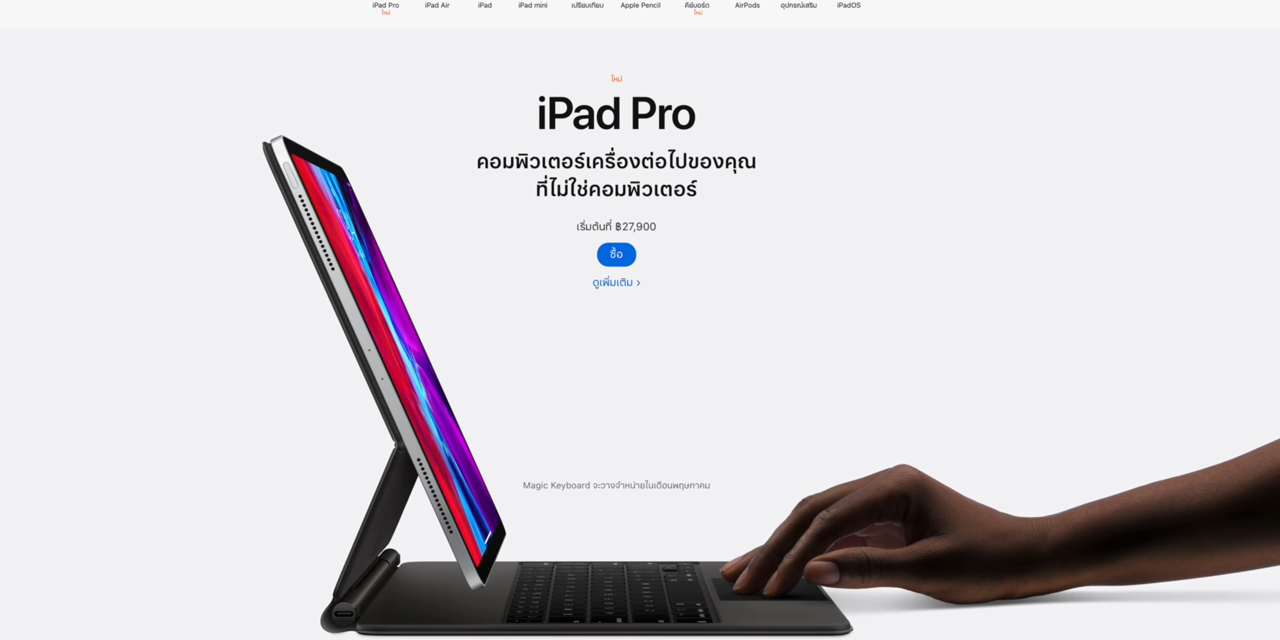 iPad Pro iPad Air iPad iPad mini เปรียบเทียบ Apple Pencil คีย์บอร์ด AirPods อุปกรณ์เสริม iPadOS
ใหม่ ใหม่
ใหม่
iPad Pro
คอมพิวเตอร์เครื่องต่อไปของคุณ
ที่ไม่ใช่คอมพิวเตอร์
เริ่มต้นที่ ฿27,900
ซื้อ
ดูเพิ่มเติม ›
Magic Keyboard จะวางจำหน่ายในเดือนพฤษภาคม